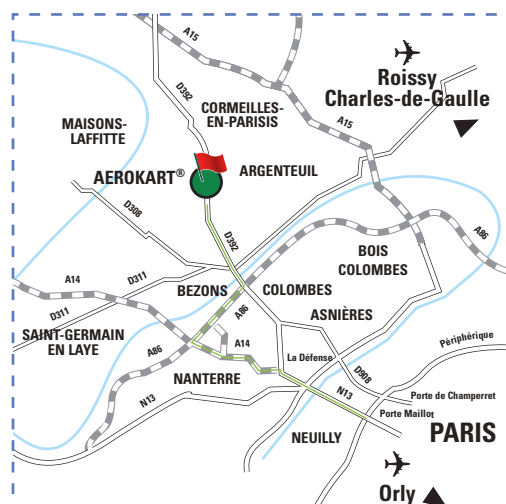 A15
D392
Roissy
Charles-de-Gaulle
CORMEILLES-
EN-PARISIS
MAISONS-
LAFFITTE
A15
AEROKART®
ARGENTEUIL
D308
D392
A86
BOIS
COLOMBES
A14
D311
BEZONS
COLOMBES
ASNIÈRES
D311
SAINT-GERMAIN
EN LAYE
A86
Périphérique
A86
A14
La Défense
D908
NANTERRE
N13
N13
Porte de Champerret
Porte Maillot
NEUILLY
PARIS
Orly